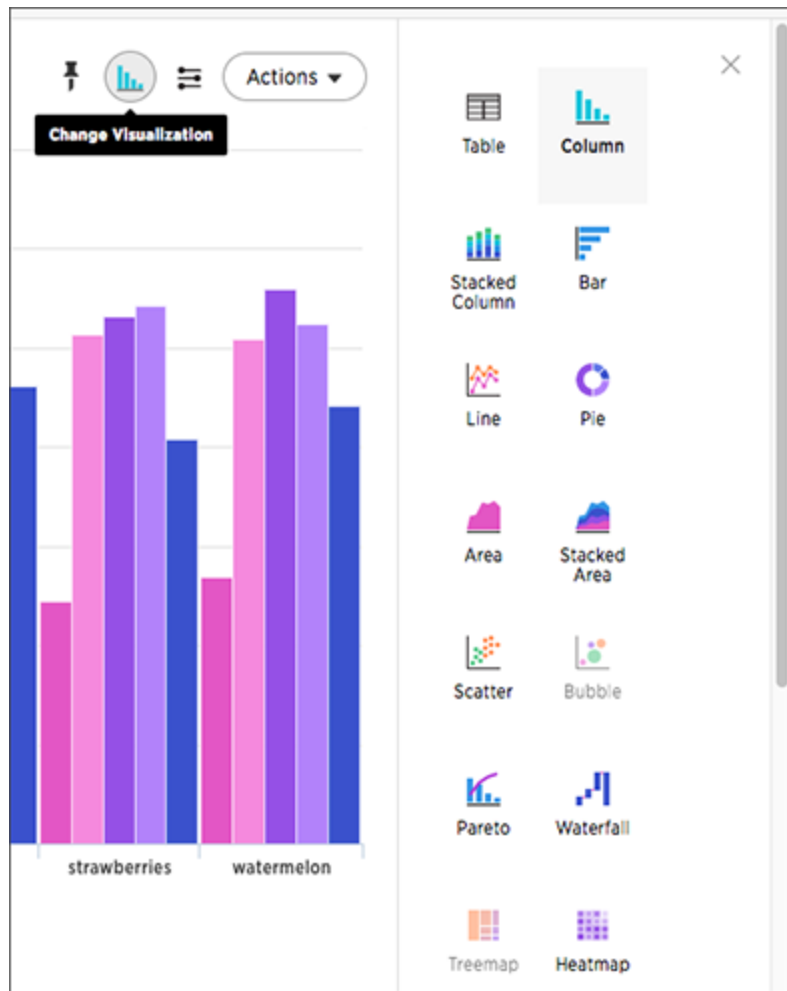 Actions
Change Visualization
strawberries
watermelon
Table
Column
Stacked
Column
Bar
Line
Pie
Area
Stacked
Area
Scatter
Bubble
Pareto
Waterfall
Treemap
Heatmap